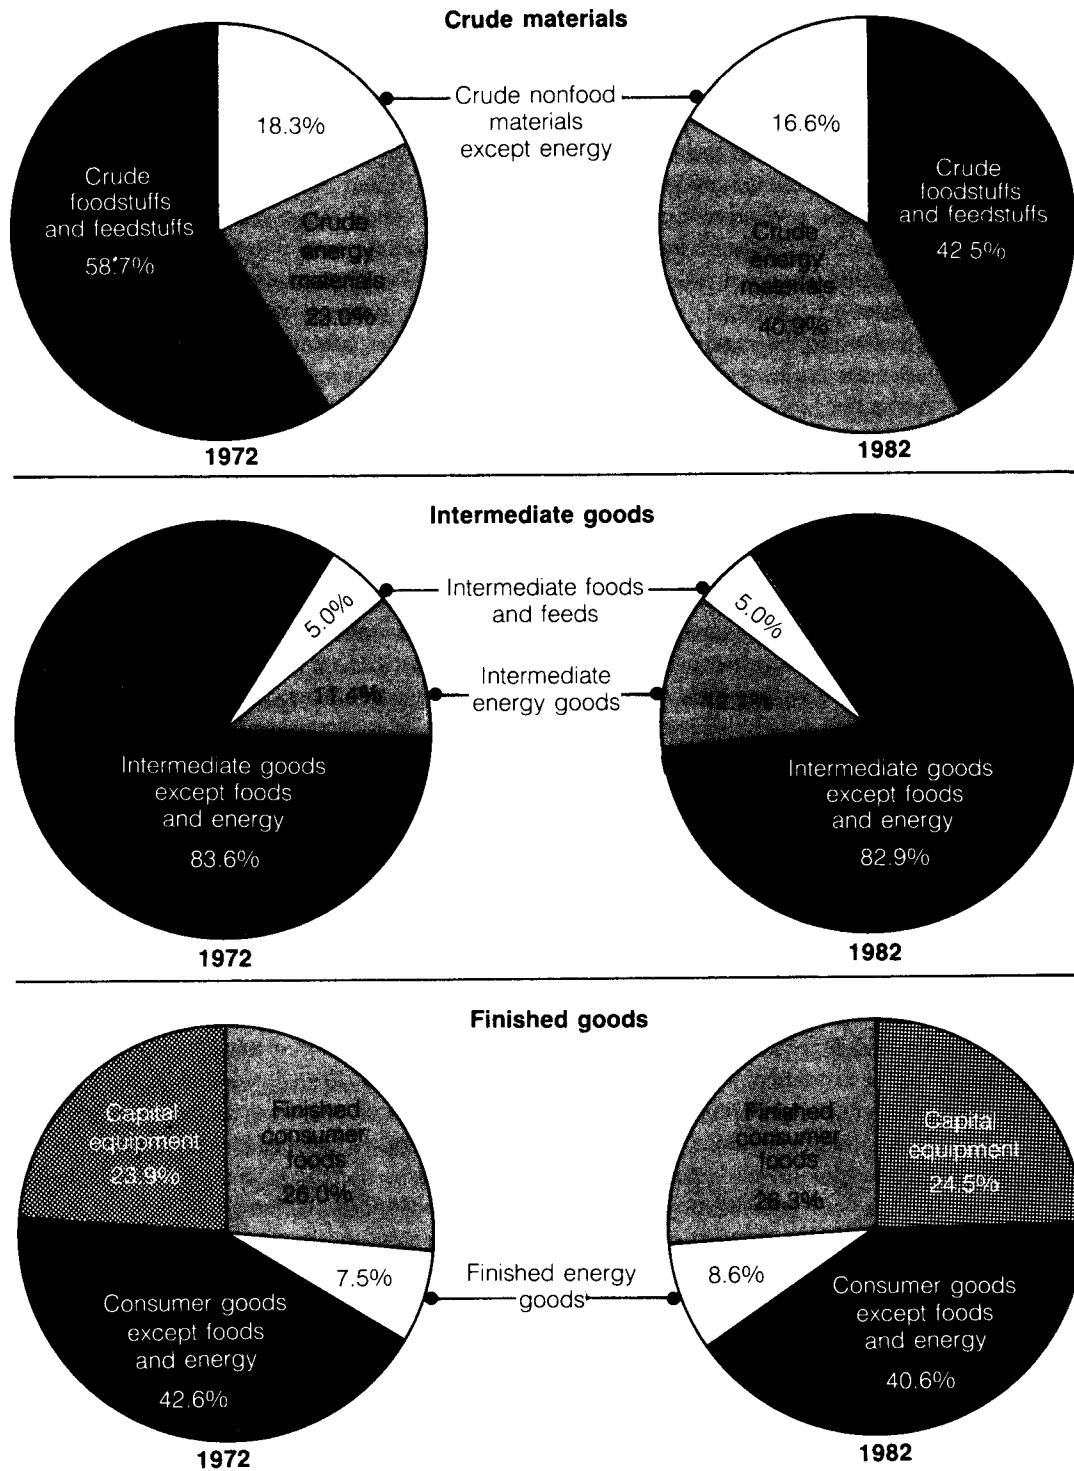 Crude materials
18.3%
Crude nonfood
materials
except energy
16.6%
Crude
foodstuffs
and feedstuffs
58.7%
Crude
energy
materials
23.0%
Crude
energy
materials
40.9%
Crude
foodstuffs
and feedstuffs
42.5%
1972
1982
Intermediate goods
5.0%
Intermediate foods
and feeds
5.0%
11.4%
Intermediate
energy goods
Intermediate goods
except foods
and energy
83.6%
Intermediate goods
except foods
and energy
82.9%
1972
1982
Finished goods
Capital
equipment
23.9%
Finished
consumer
foods
26.0%
Finished
consumer
foods
26.3%
Capital
equipment
24.5%
7.5%
Finished energy
goods
8.6%
Consumer goods
except foods
and energy
42.6%
Consumer goods
except foods
and energy
40.6%
1972
1982